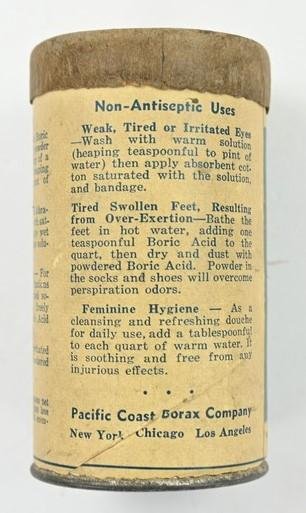 Non-Antiseptic Uses
Weak, Tired or Irritated Eyes
—Wash with warm solution
(heaping teaspoonful to pint of
water) then apply absorbent cot-
ton saturated with the solution,
and bandage.
Tired Swollen Feet, Resulting
from Over-Exertion—Bathe the
feet in hot water, adding one
teaspoonful Boric Acid to the
quart, then dry and dust with
powdered Boric Acid. Powder in
the socks and shoes will overcome
perspiration odors.
Feminine Hygiene — As a
cleansing and refreshing douche
for daily use, add a tablespoonful
to each quart of warm water. It
is soothing and free from any
injurious effects.
Pacific Coast Borax Company
New York Chicago Los Angeles